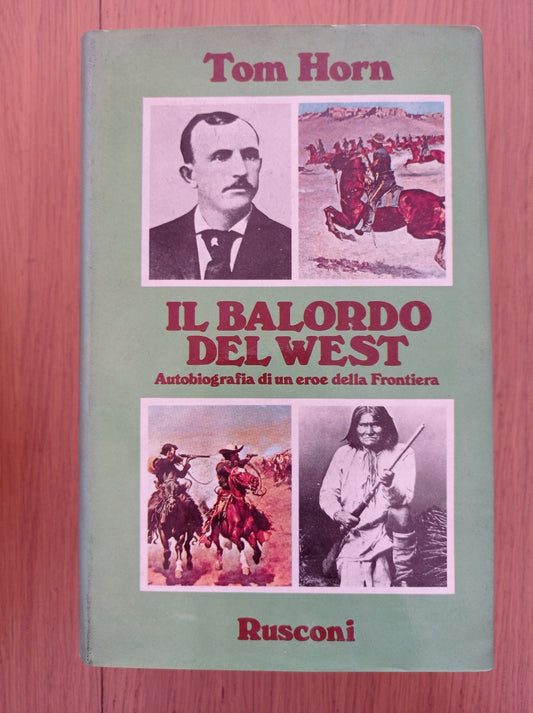 Tom Horn
IL BALORDO
DEL WEST
Autobiografia di un eroe della Frontiera
Rusconi